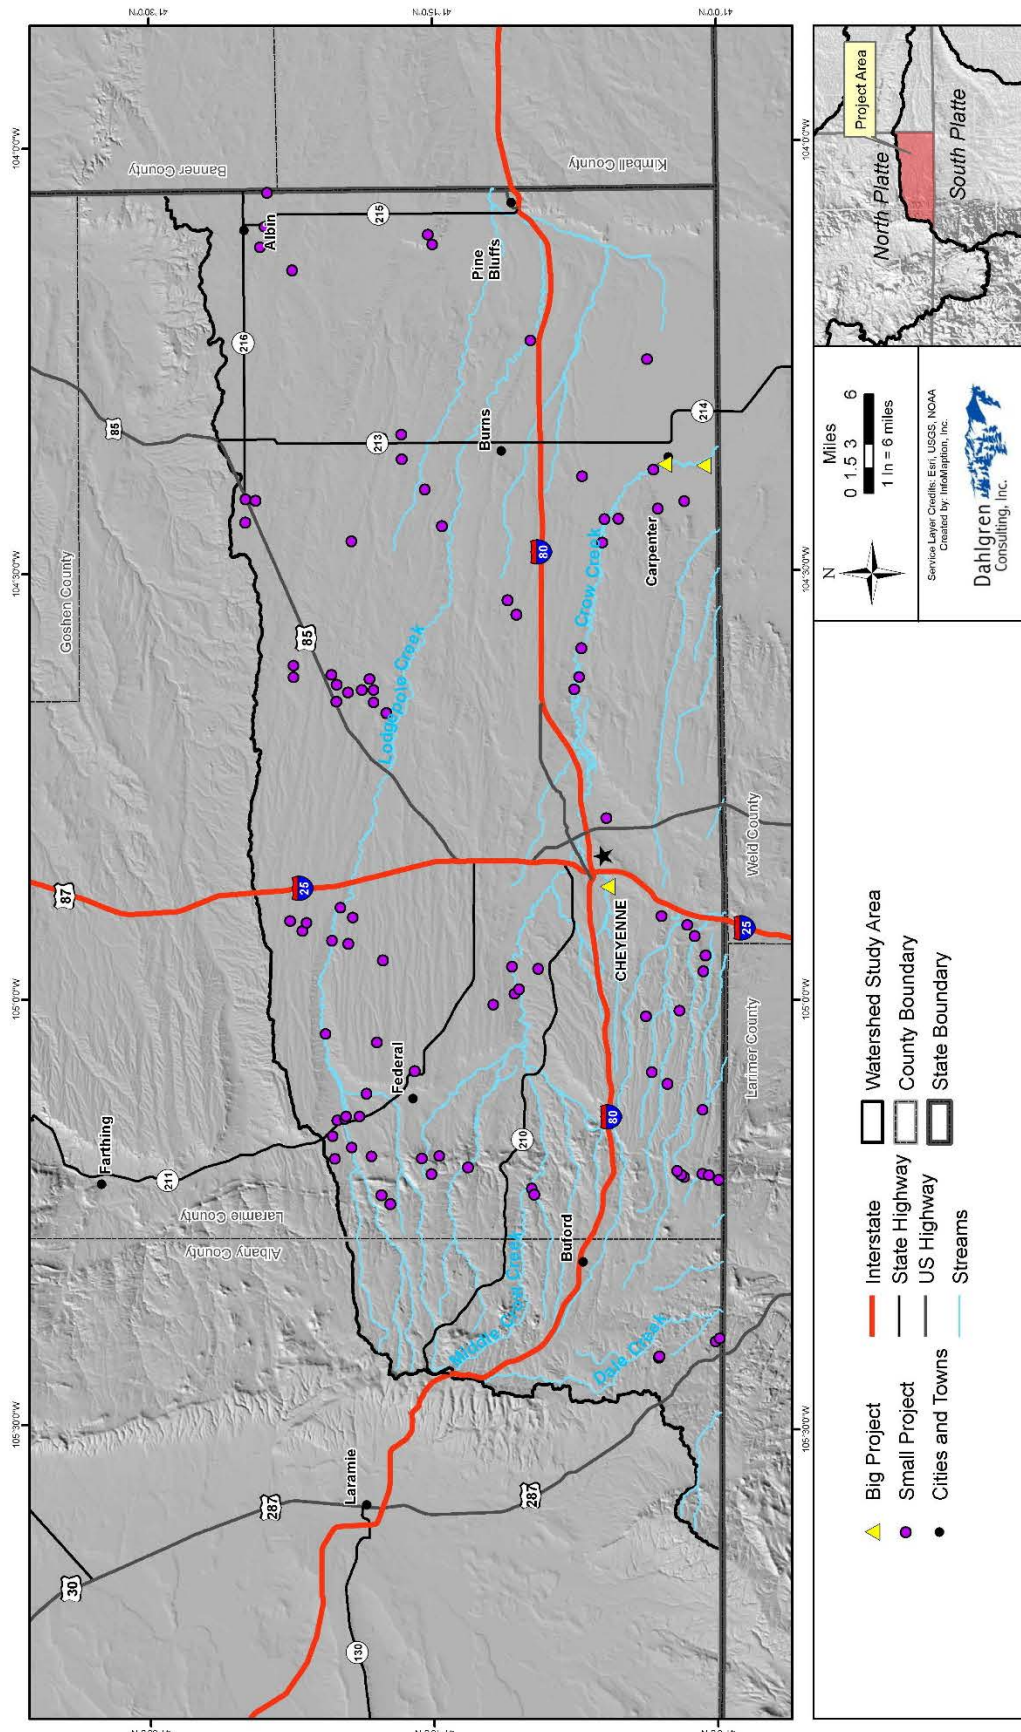 105°30'0"W
105°0'0"W
104°30'0"W
104°0'0"W
41°30'0"N
41°15'0"N
41°0'0"N
Goshen County
Banner County
Kimball County
Albany County
Laramie County
Larimer County
Weld County
30
287
287
130
211
87
25
85
85
216
215
213
214
210
80
80
25
Farthing
Laramie
Federal
Albin
Pine
Bluffs
Burns
Carpenter
CHEYENNE
Buford
Lodgepole Creek
Crow Creek
Middle Crow Creek
Dale Creek
Big Project
Small Project
Cities and Towns
Interstate
State Highway
US Highway
Streams
Watershed Study Area
County Boundary
State Boundary
N
Miles
0 1.5 3 6
1 In = 6 miles
Service Layer Credits: Esri, USGS, NOAA
Created by: InfoMaption, Inc.
Dahlgren
Consulting, Inc.
Project Area
North Platte
South Platte